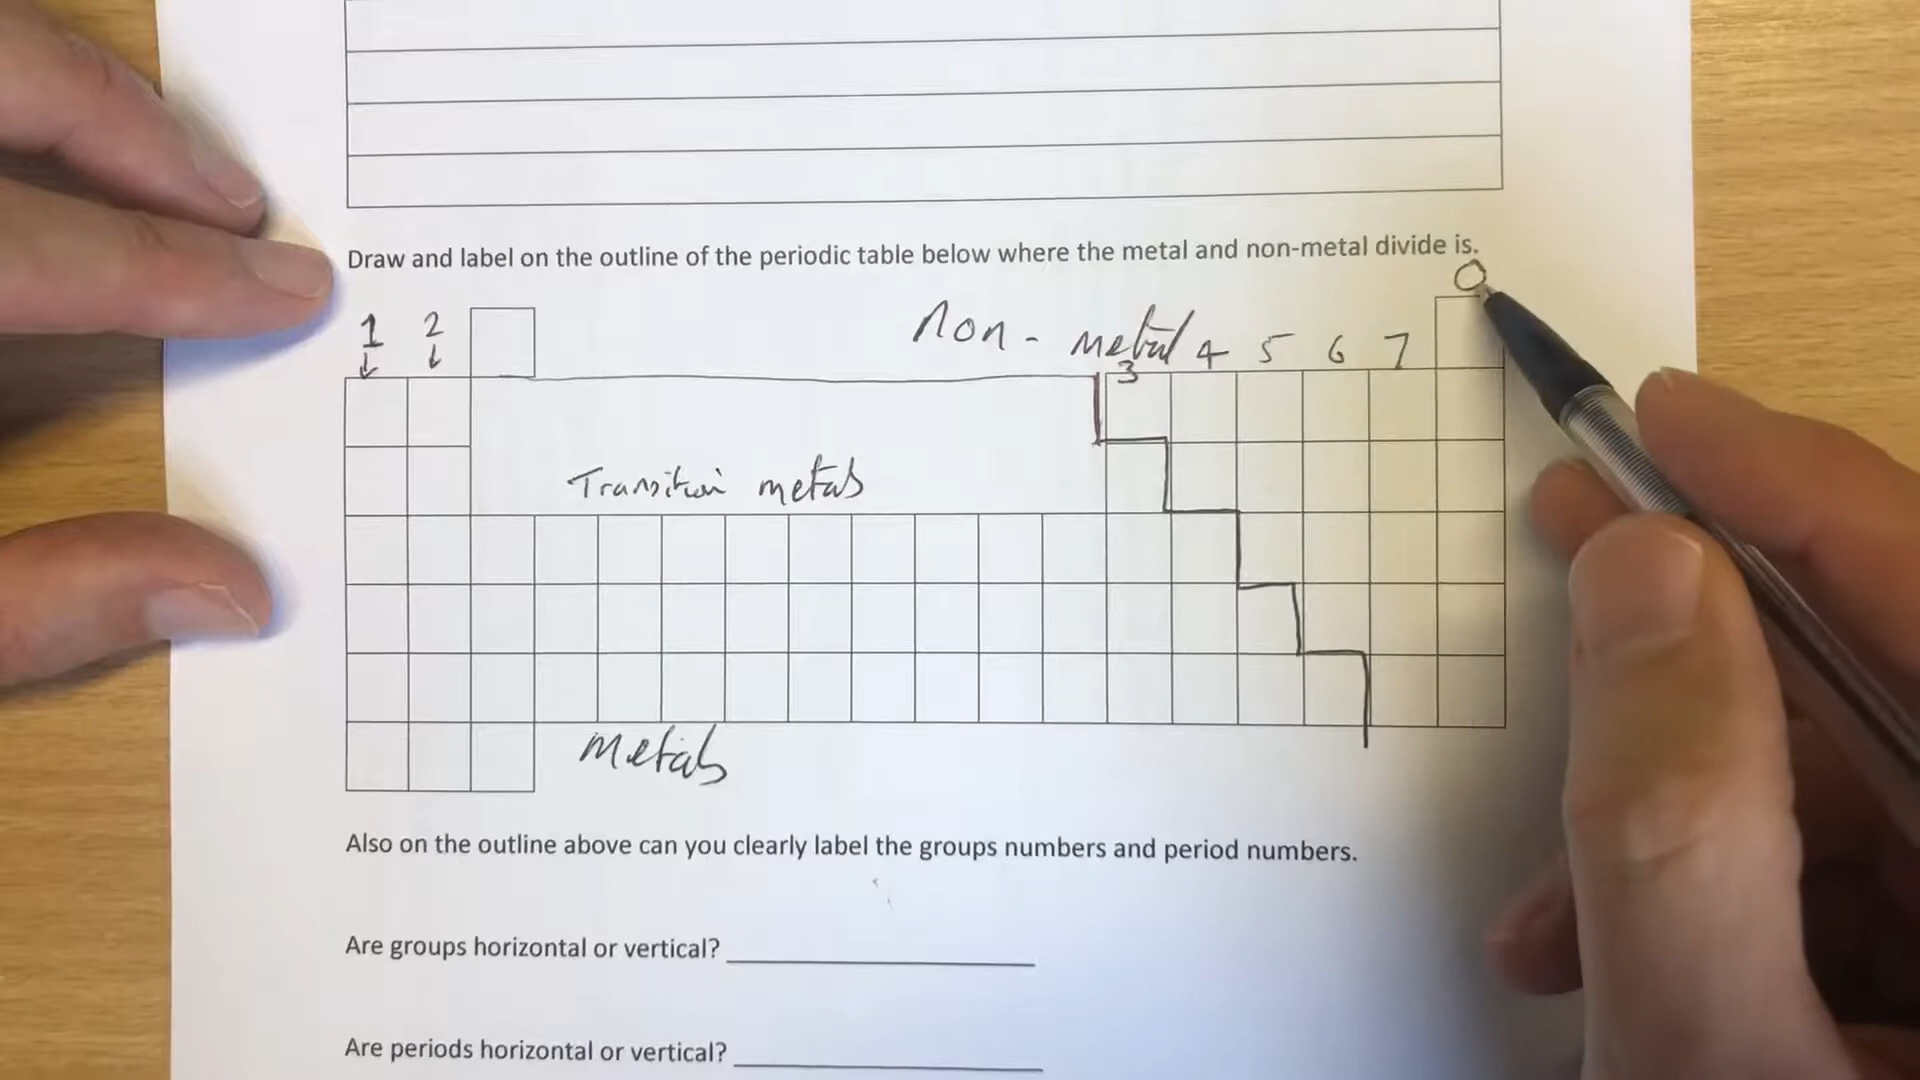 Draw and label on the outline of the periodic table below where the metal and non-metal divide is.
0
1 2 Non - metal 4 5 6 7
3
Transition metals
metals
Also on the outline above can you clearly label the groups numbers and period numbers.
Are groups horizontal or vertical?
Are periods horizontal or vertical?